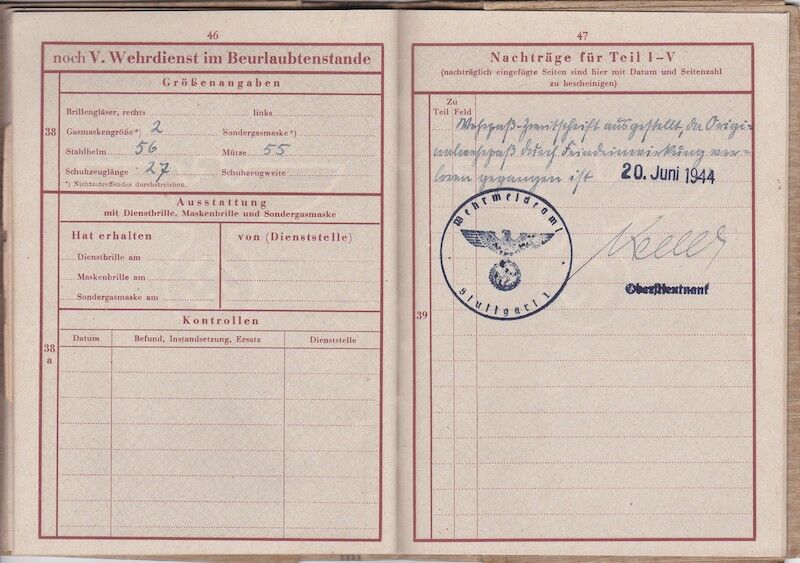 46
noch V. Wehrdienst im Beurlaubtenstande
Größenangaben
38
Brillengläser, rechts links
Gasmaskengröße*) 2 Sondergasmaske*)
Stahlhelm 56 Mütze 55
Schuhzeuglänge 27 Schuhzeugweite
*) Nichtzutreffendes durchstreichen.
Ausstattung
mit Dienstbrille, Maskenbrille und Sondergasmaske
Hat erhalten von (Dienststelle)
Dienstbrille am
Maskenbrille am
Sondergasmaske am
Kontrollen
38 a
Datum Befund, Instandsetzung, Ersatz Dienststelle
47
Nachträge für Teil I-V
(nachträglich eingefügte Seiten sind hier mit Datum und Seitenzahl
zu bescheinigen)
Zu
Teil Feld
Wehrpaß-Zweitschrift ausgestellt, da Origi-
nalwehrpaß durch Feindeinwirkung ver-
loren gegangen ist 20. Juni 1944
Wehrmeldeamt
Stuttgart 1
Oberstleutnant
39